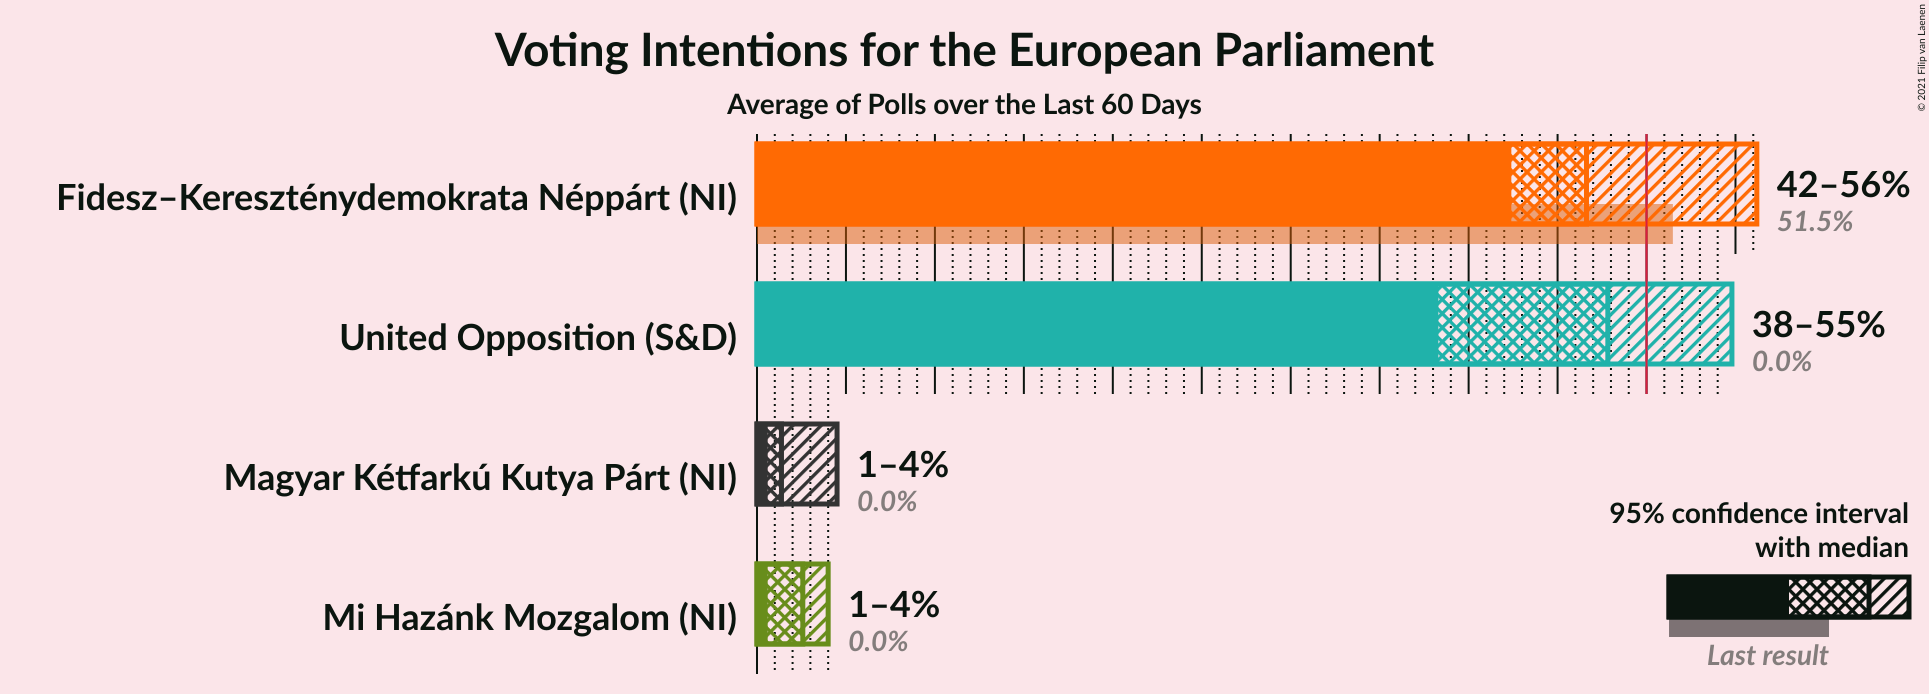 Voting Intentions for the European Parliament
Average of Polls over the Last 60 Days
© 2021 Filip van Laenen
Fidesz–Kereszténydemokrata Néppárt (NI)
42–56%
51.5%
United Opposition (S&D)
38–55%
0.0%
Magyar Kétfarkú Kutya Párt (NI)
1–4%
0.0%
Mi Hazánk Mozgalom (NI)
1–4%
0.0%
95% confidence interval
with median
Last result